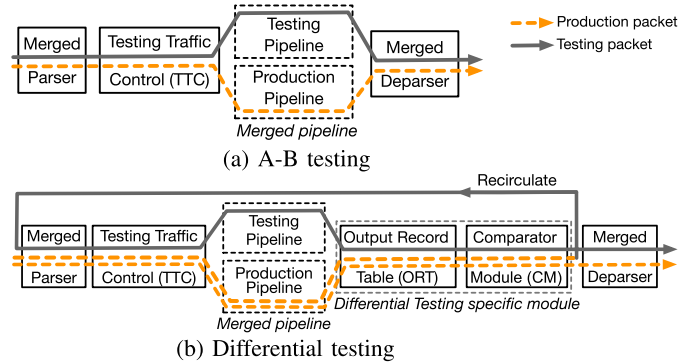 Production packet
Testing packet
Merged
Parser
Testing Traffic
Control (TTC)
Testing
Pipeline
Production
Pipeline
Merged pipeline
Merged
Deparser
(a) A-B testing
Recirculate
Merged
Parser
Testing Traffic
Control (TTC)
Testing
Pipeline
Production
Pipeline
Merged pipeline
Output Record
Table (ORT)
Comparator
Module (CM)
Differential Testing specific module
Merged
Deparser
(b) Differential testing